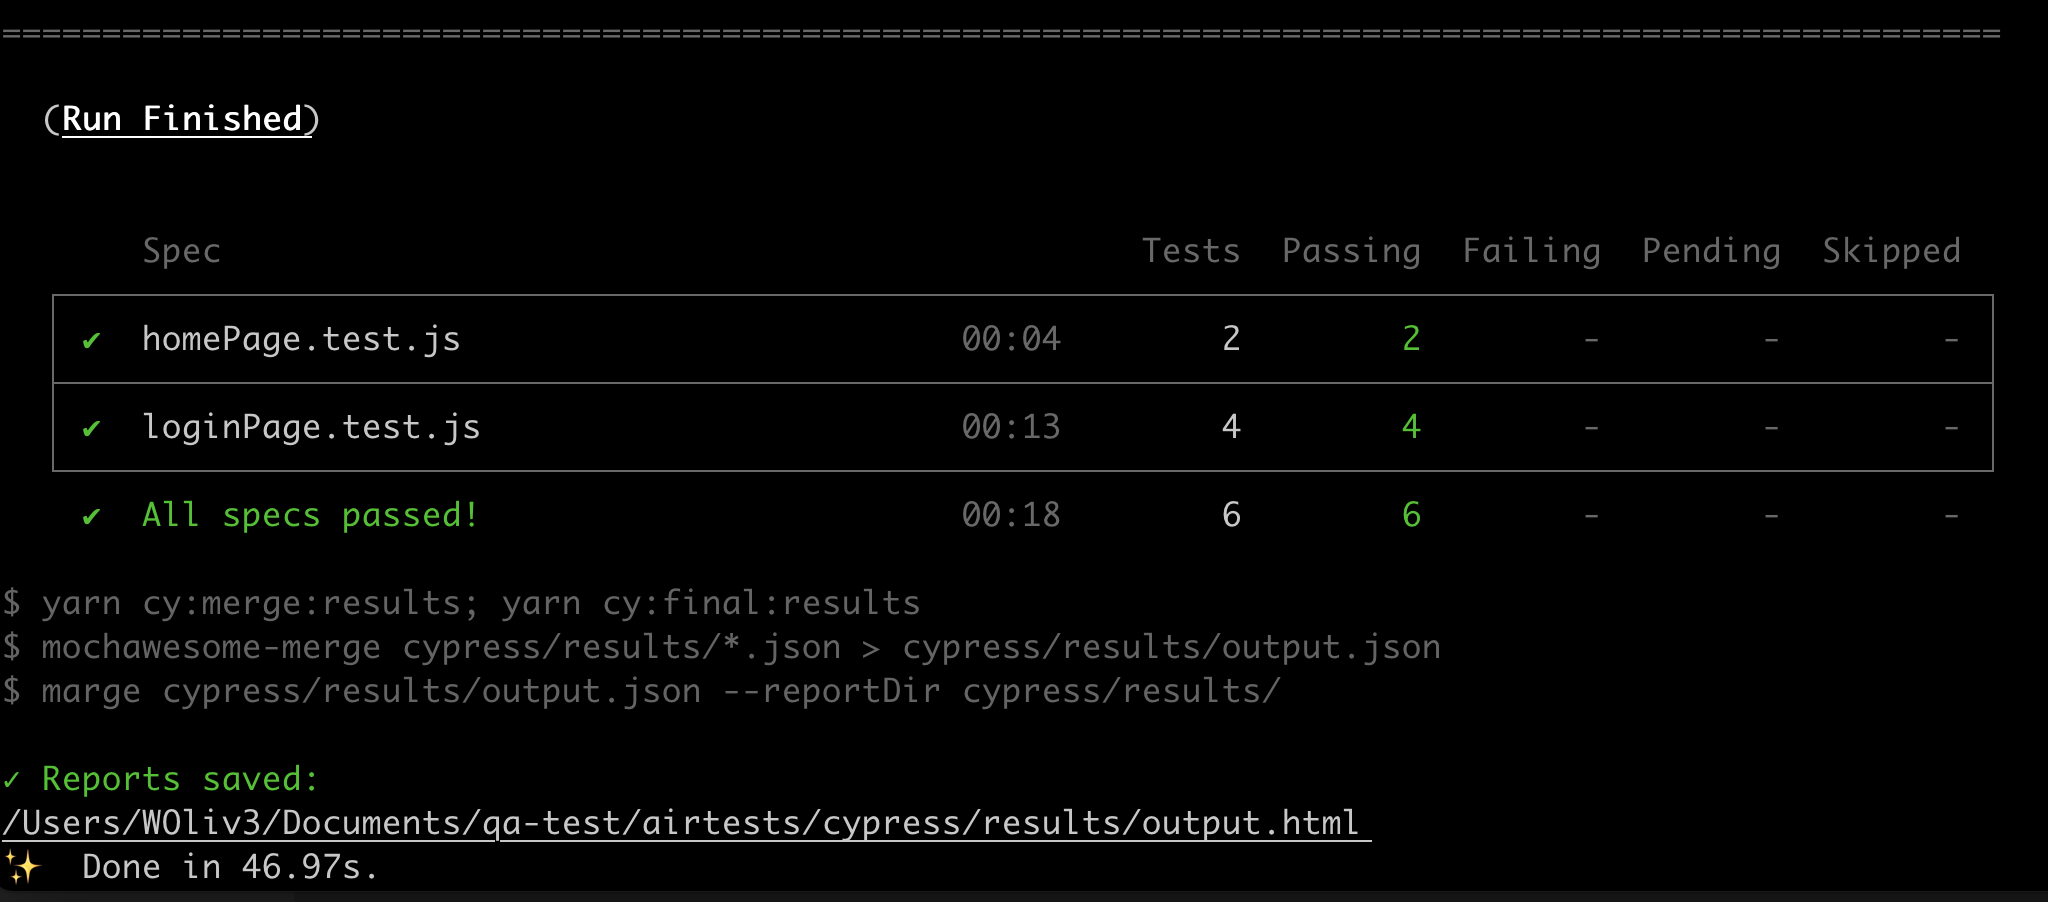 ====================================================================================================
(Run Finished)
Spec Tests Passing Failing Pending Skipped
✔ homePage.test.js 00:04 2 2 - - -
✔ loginPage.test.js 00:13 4 4 - - -
✔ All specs passed! 00:18 6 6 - - -
$ yarn cy:merge:results; yarn cy:final:results
$ mochawesome-merge cypress/results/*.json > cypress/results/output.json
$ marge cypress/results/output.json --reportDir cypress/results/
✓ Reports saved:
/Users/WOliv3/Documents/qa-test/airtests/cypress/results/output.html
✨ Done in 46.97s.